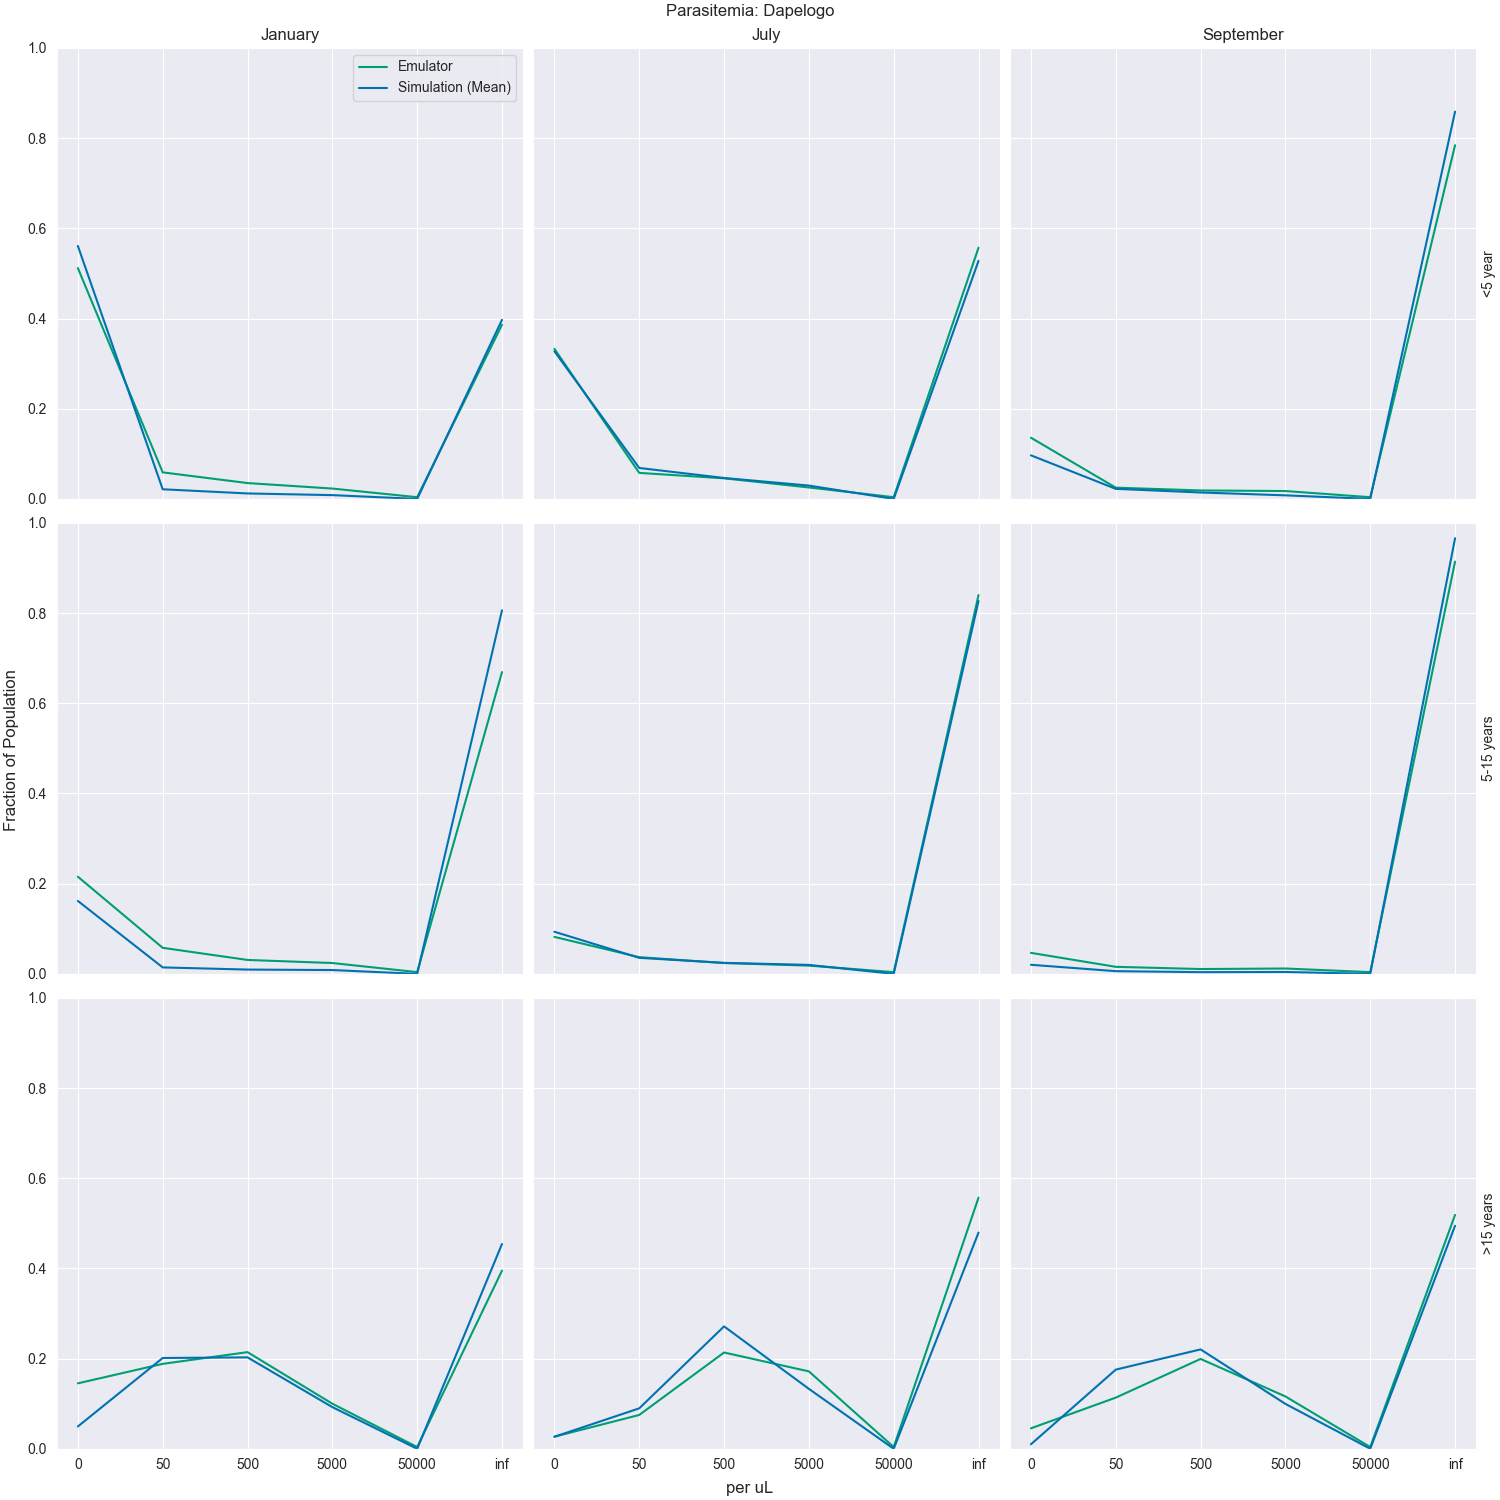 Parasitemia: Dapelogo
January
July
September
Emulator
Simulation (Mean)
1.0
0.8
0.6
0.4
0.2
0.0
<5 year
1.0
0.8
0.6
0.4
0.2
0.0
5-15 years
Fraction of Population
1.0
0.8
0.6
0.4
0.2
0.0
>15 years
0 50 500 5000 50000 inf
0 50 500 5000 50000 inf
0 50 500 5000 50000 inf
per uL